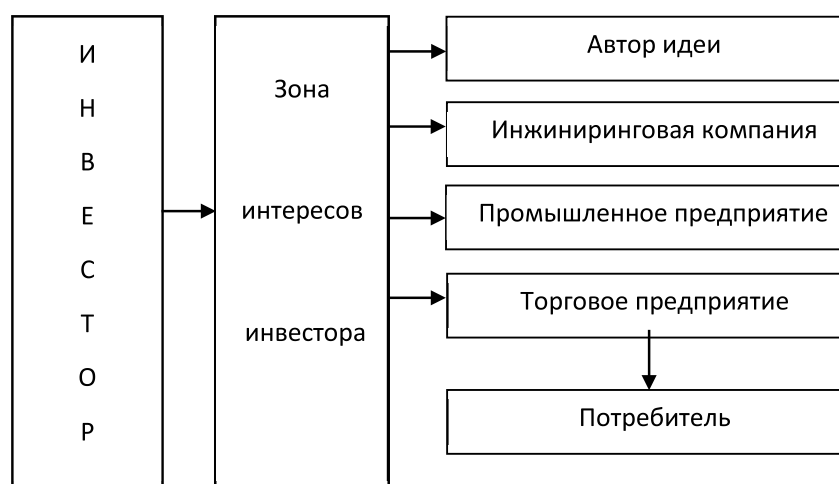 И
Н
В
Е
С
Т
О
Р
Зона
интересов
инвестора
Автор идеи
Инжиниринговая компания
Промышленное предприятие
Торговое предприятие
Потребитель